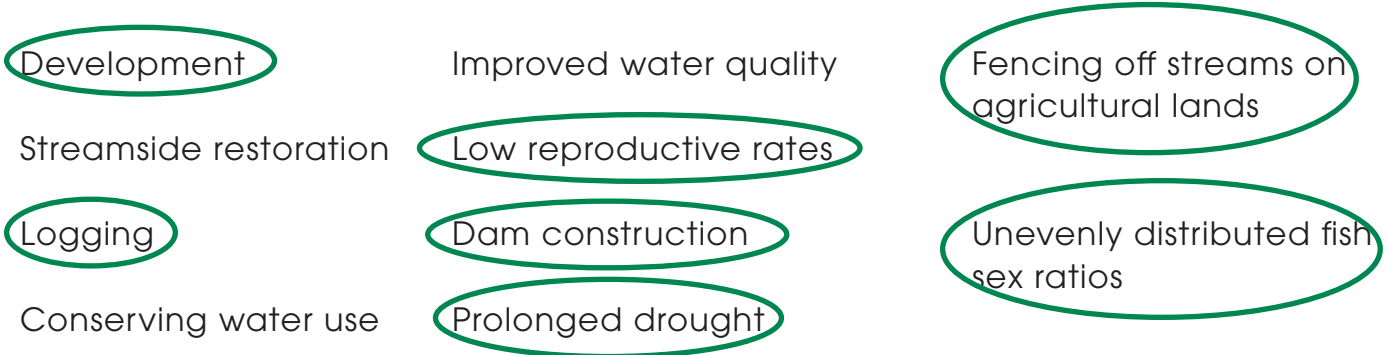 Development
Streamside restoration
Logging
Conserving water use
Improved water quality
Low reproductive rates
Dam construction
Prolonged drought
Fencing off streams on
agricultural lands
Unevenly distributed fish
sex ratios